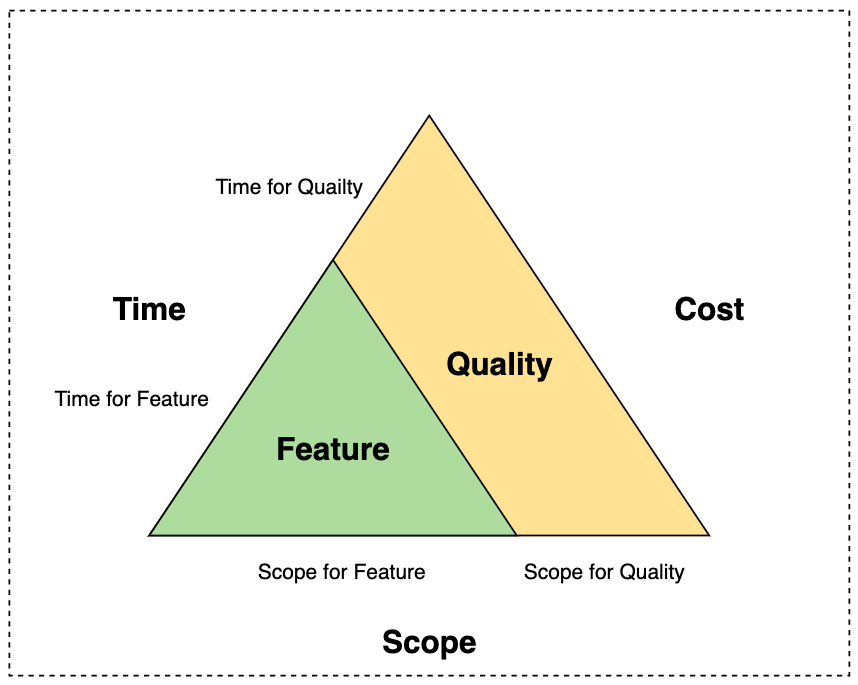 Time for Quailty
Time
Cost
Quality
Time for Feature
Feature
Scope for Feature
Scope for Quality
Scope